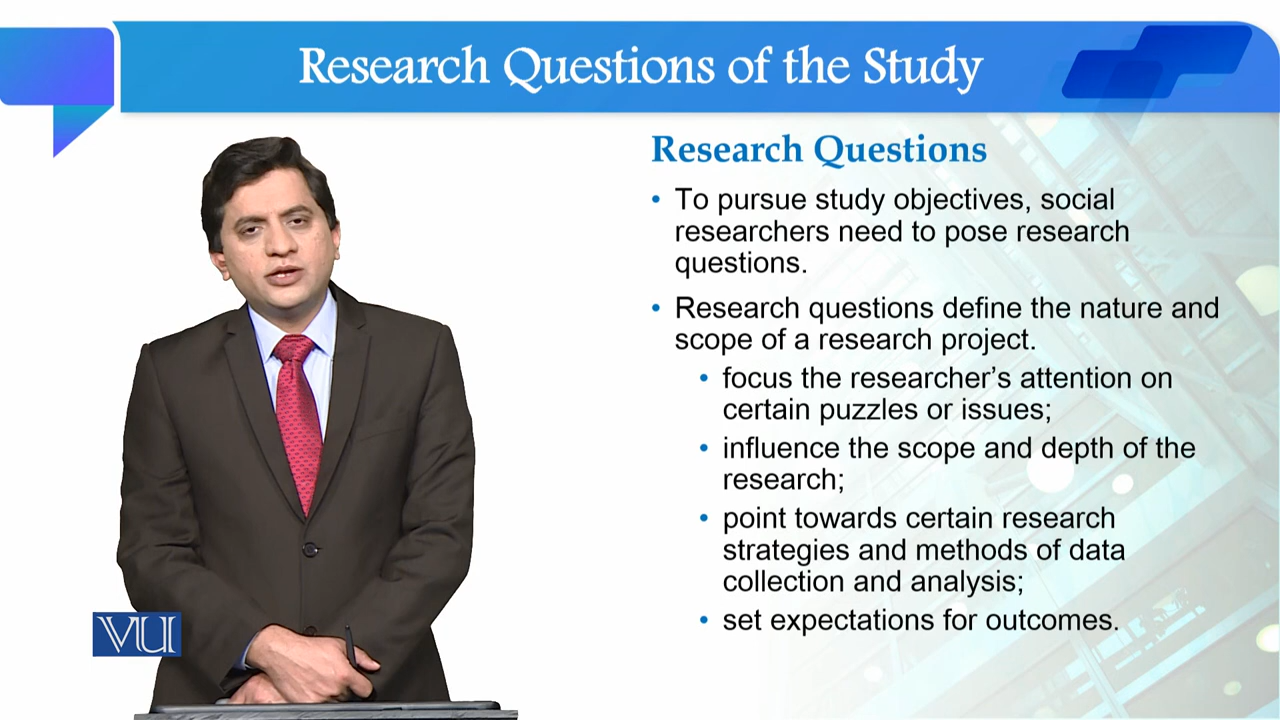 Research Questions of the Study
Research Questions
• To pursue study objectives, social
researchers need to pose research
questions.
• Research questions define the nature and
scope of a research project.
• focus the researcher’s attention on
certain puzzles or issues;
• influence the scope and depth of the
research;
• point towards certain research
strategies and methods of data
collection and analysis;
• set expectations for outcomes.
VU